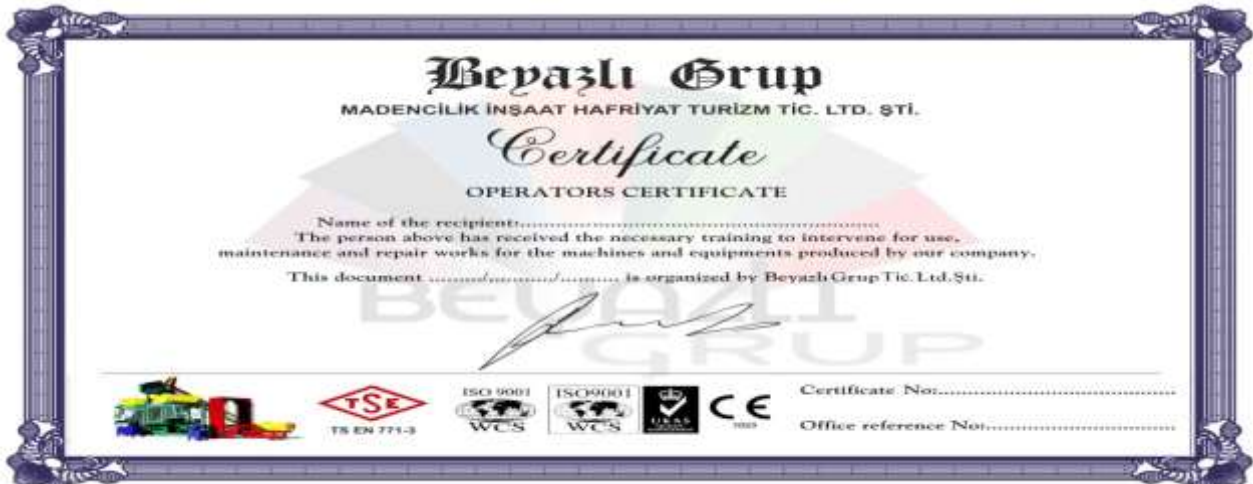 Beyazlı Grup
MADENCİLİK İNŞAAT HAFRİYAT TURİZM TİC. LTD. ŞTİ.
Certificate
OPERATORS CERTIFICATE
Name of the recipient:..............................................................................
The person above has received the necessary training to intervene for use,
maintenance and repair works for the machines and equipments produced by our company.
This document ........../............./.......... is organized by Beyazlı Grup Tic. Ltd. Şti.
BEYAZLI
GRUP
TSE
TS EN 771-3
ISO 9001
WCS
ISO9001
WCS
UKAS
CE
Certificate No:..........................................
Office reference No:.................................